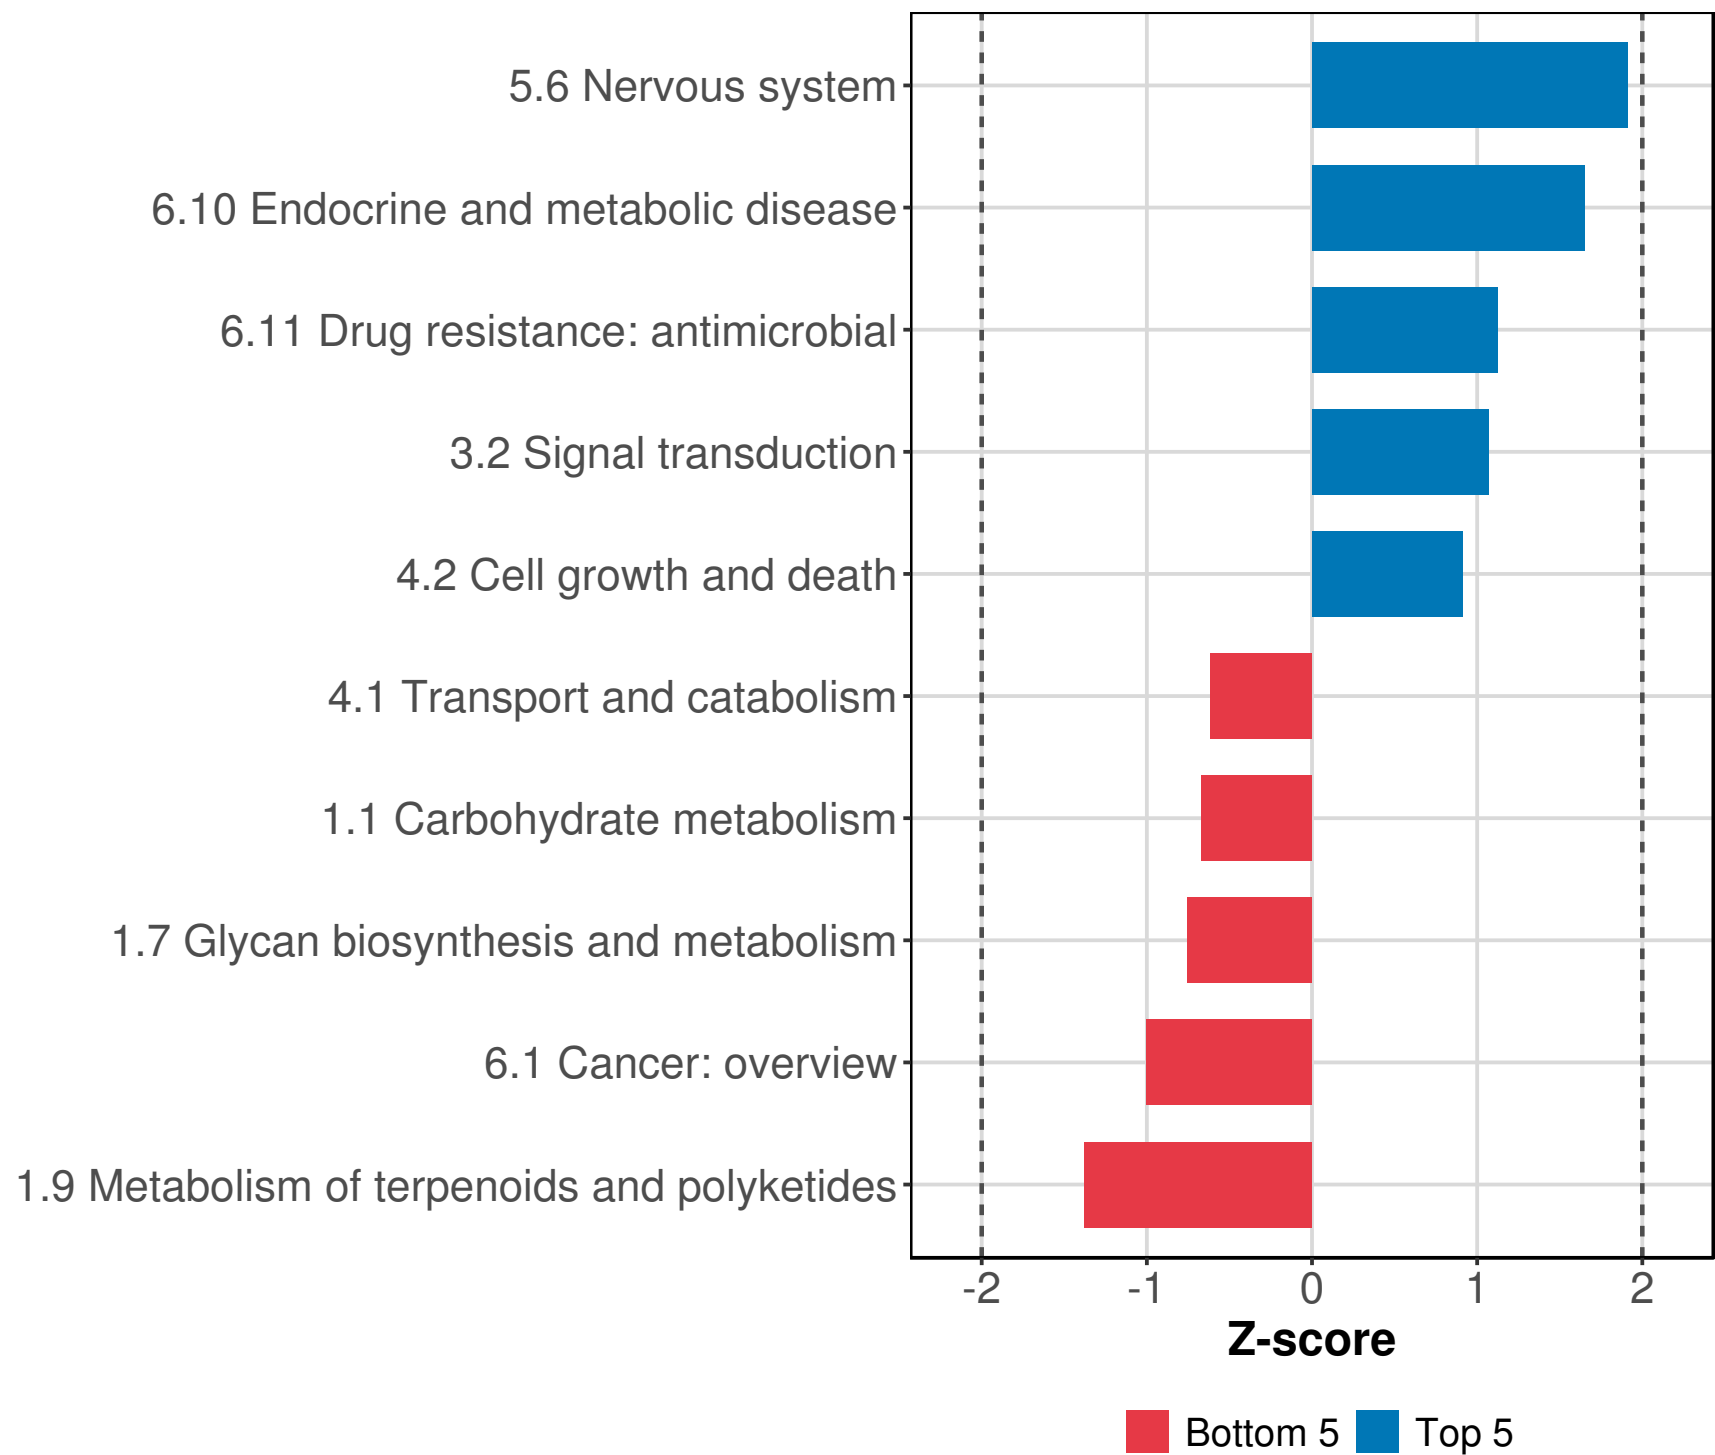 5.6 Nervous system
6.10 Endocrine and metabolic disease
6.11 Drug resistance: antimicrobial
3.2 Signal transduction
4.2 Cell growth and death
4.1 Transport and catabolism
1.1 Carbohydrate metabolism
1.7 Glycan biosynthesis and metabolism
6.1 Cancer: overview
1.9 Metabolism of terpenoids and polyketides
-2 -1 0 1 2
Z-score
Bottom 5 Top 5